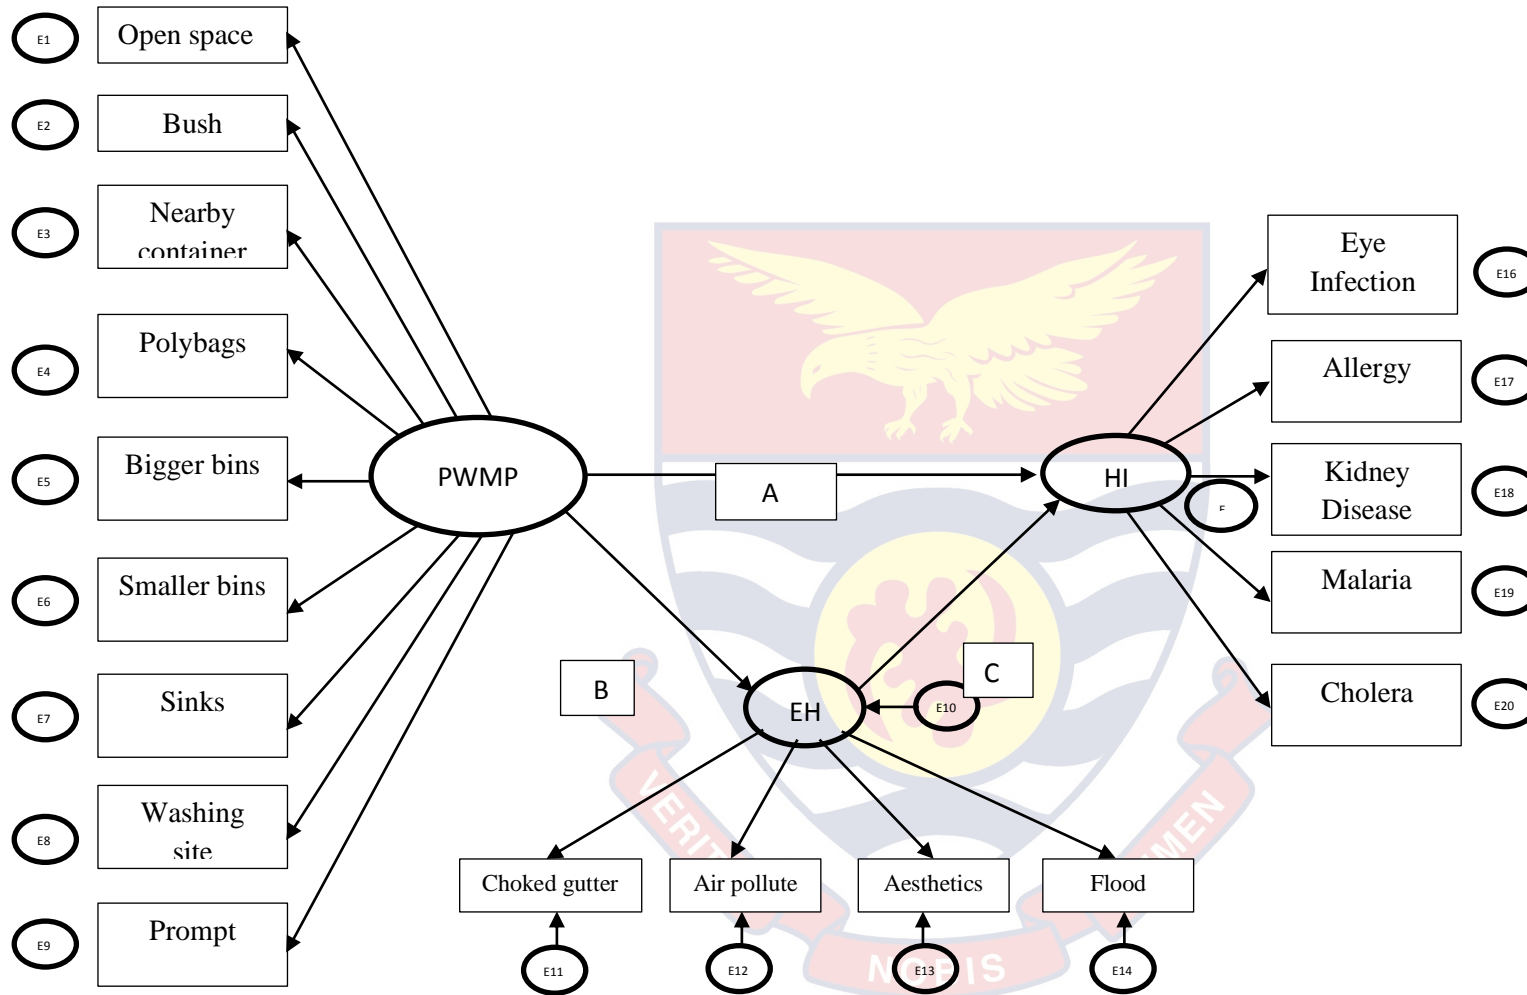 E1
Open space
E2
Bush
E3
Nearby
container
E4
Polybags
E5
Bigger bins
E6
Smaller bins
E7
Sinks
E8
Washing
site
E9
Prompt
PWMP
A
B
C
HI
EH
E10
Eye
Infection
E16
Allergy
E17
Kidney
Disease
E18
Malaria
E19
Cholera
E20
Choked gutter
Air pollute
Aesthetics
Flood
E11
E12
E13
E14
NOBIS